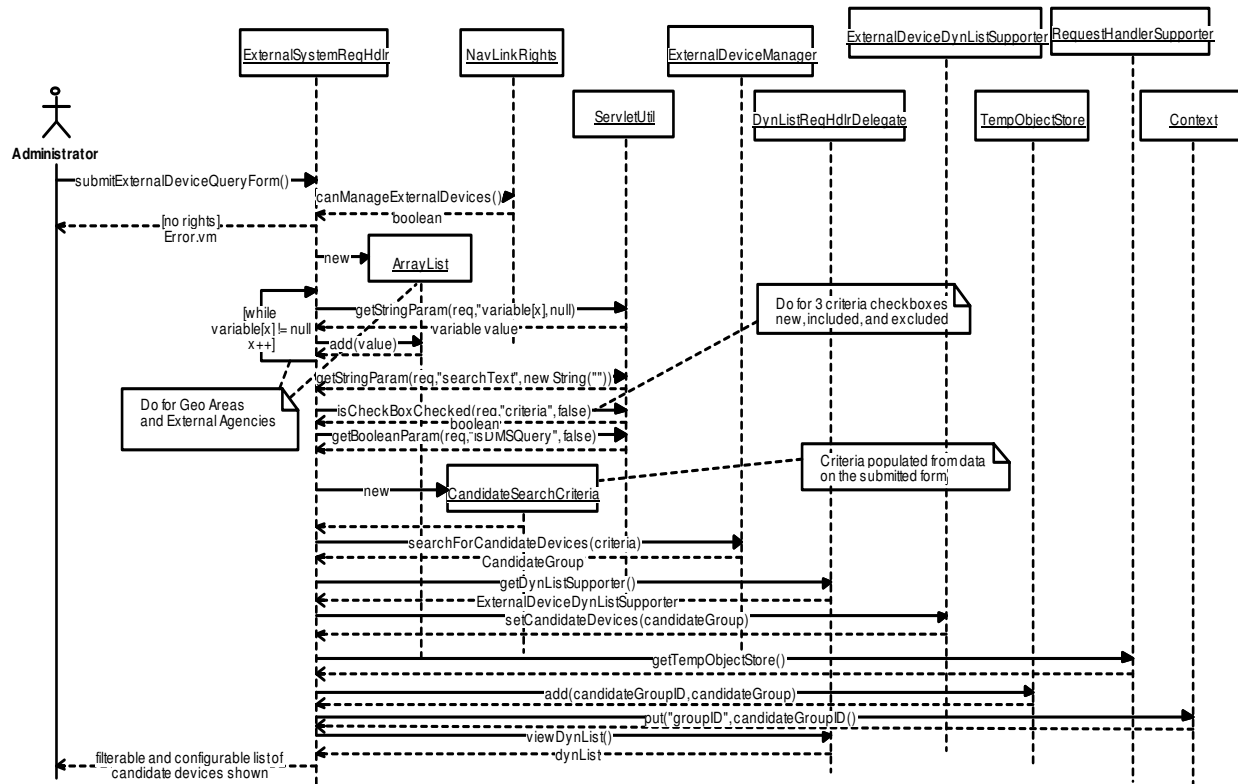 ExternalDeviceDynListSupporter
RequestHandlerSupporter
ExternalSystemReqHdlr
NavLinkRights
ExternalDeviceManager
ServletUtil
DynListReqHdlrDelegate
TempObjectStore
Context
Administrator
submitExternalDeviceQueryForm()
canManageExternalDevices()
boolean
[no rights]
Error.vm
new
ArrayList
[while
variable[x] != null
x++]
getStringParam(req,"variable[x],null)
variable value
add(value)
Do for 3 criteria checkboxes
new, included, and excluded
getStringParam(req,"searchText", new String(""))
Do for Geo Areas
and External Agencies
isCheckBoxChecked(req,"criteria", false)
boolean
getBooleanParam(req,"isDMSQuery", false)
Criteria populated from data
on the submitted form
new
CandidateSearchCriteria
searchForCandidateDevices(criteria)
CandidateGroup
getDynListSupporter()
ExternalDeviceDynListSupporter
setCandidateDevices(candidateGroup)
getTempObjectStore()
add(candidateGroupID,candidateGroup)
put("groupID", candidateGroupID()
viewDynList()
dynList
filterable and configurable list of
candidate devices shown